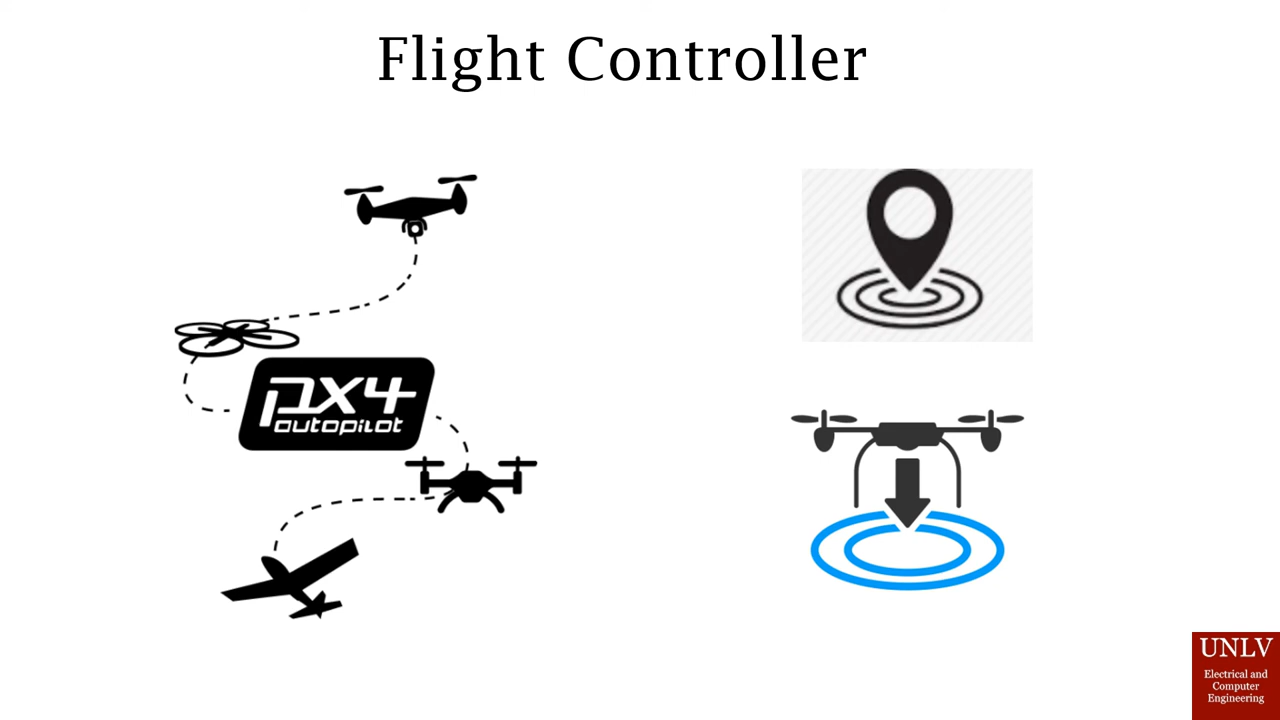 Flight Controller
px4
autopilot
UNLV
Electrical and
Computer
Engineering